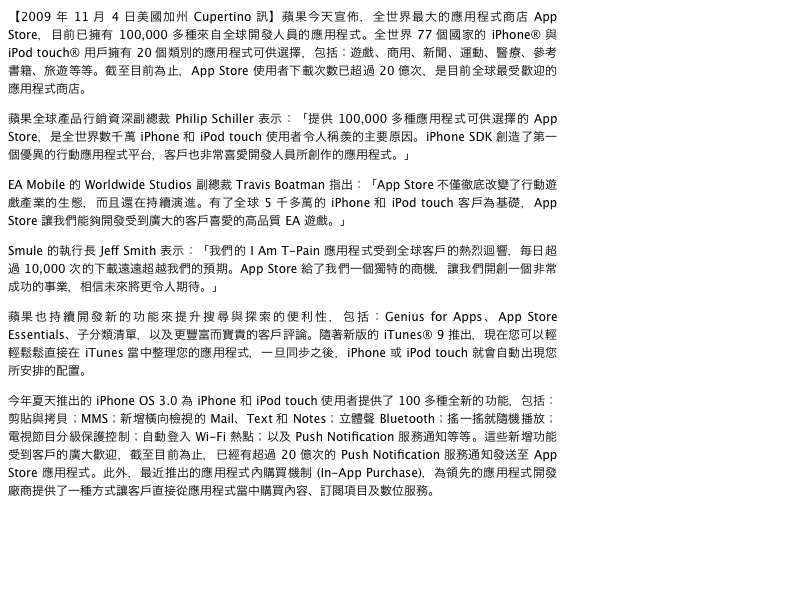 【2009 年 11 月 4 日美國加州 Cupertino 訊】蘋果今天宣佈，全世界最大的應用程式商店 App
Store，目前已擁有 100,000 多種來自全球開發人員的應用程式。全世界 77 個國家的 iPhone® 與
iPod touch® 用戶擁有 20 個類別的應用程式可供選擇，包括：遊戲、商用、新聞、運動、醫療、參考
書籍、旅遊等等。截至目前為止，App Store 使用者下載次數已超過 20 億次，是目前全球最受歡迎的
應用程式商店。
蘋果全球產品行銷資深副總裁 Philip Schiller 表示：「提供 100,000 多種應用程式可供選擇的 App
Store，是全世界數千萬 iPhone 和 iPod touch 使用者令人稱羨的主要原因。iPhone SDK 創造了第一
個優異的行動應用程式平台，客戶也非常喜愛開發人員所創作的應用程式。」
EA Mobile 的 Worldwide Studios 副總裁 Travis Boatman 指出：「App Store 不僅徹底改變了行動遊
戲產業的生態，而且還在持續演進。有了全球 5 千多萬的 iPhone 和 iPod touch 客戶為基礎，App
Store 讓我們能夠開發受到廣大的客戶喜愛的高品質 EA 遊戲。」
Smule 的執行長 Jeff Smith 表示：「我們的 I Am T-Pain 應用程式受到全球客戶的熱烈迴響，每日超
過 10,000 次的下載遠遠超越我們的預期。App Store 給了我們一個獨特的商機，讓我們開創一個非常
成功的事業，相信未來將更令人期待。」
蘋果也持續開發新的功能來提升搜尋與探索的便利性，包括：Genius for Apps、App Store
Essentials、子分類清單，以及更豐富而寶貴的客戶評論。隨著新版的 iTunes® 9 推出，現在您可以輕
輕鬆鬆直接在 iTunes 當中整理您的應用程式，一旦同步之後，iPhone 或 iPod touch 就會自動出現您
所安排的配置。
今年夏天推出的 iPhone OS 3.0 為 iPhone 和 iPod touch 使用者提供了 100 多種全新的功能，包括：
剪貼與拷貝；MMS；新增橫向檢視的 Mail、Text 和 Notes；立體聲 Bluetooth；搖一搖就隨機播放；
電視節目分級保護控制；自動登入 Wi-Fi 熱點；以及 Push Notification 服務通知等等。這些新增功能
受到客戶的廣大歡迎，截至目前為止，已經有超過 20 億次的 Push Notification 服務通知發送至 App
Store 應用程式。此外，最近推出的應用程式內購買機制 (In-App Purchase)，為領先的應用程式開發
廠商提供了一種方式讓客戶直接從應用程式當中購買內容、訂閱項目及數位服務。